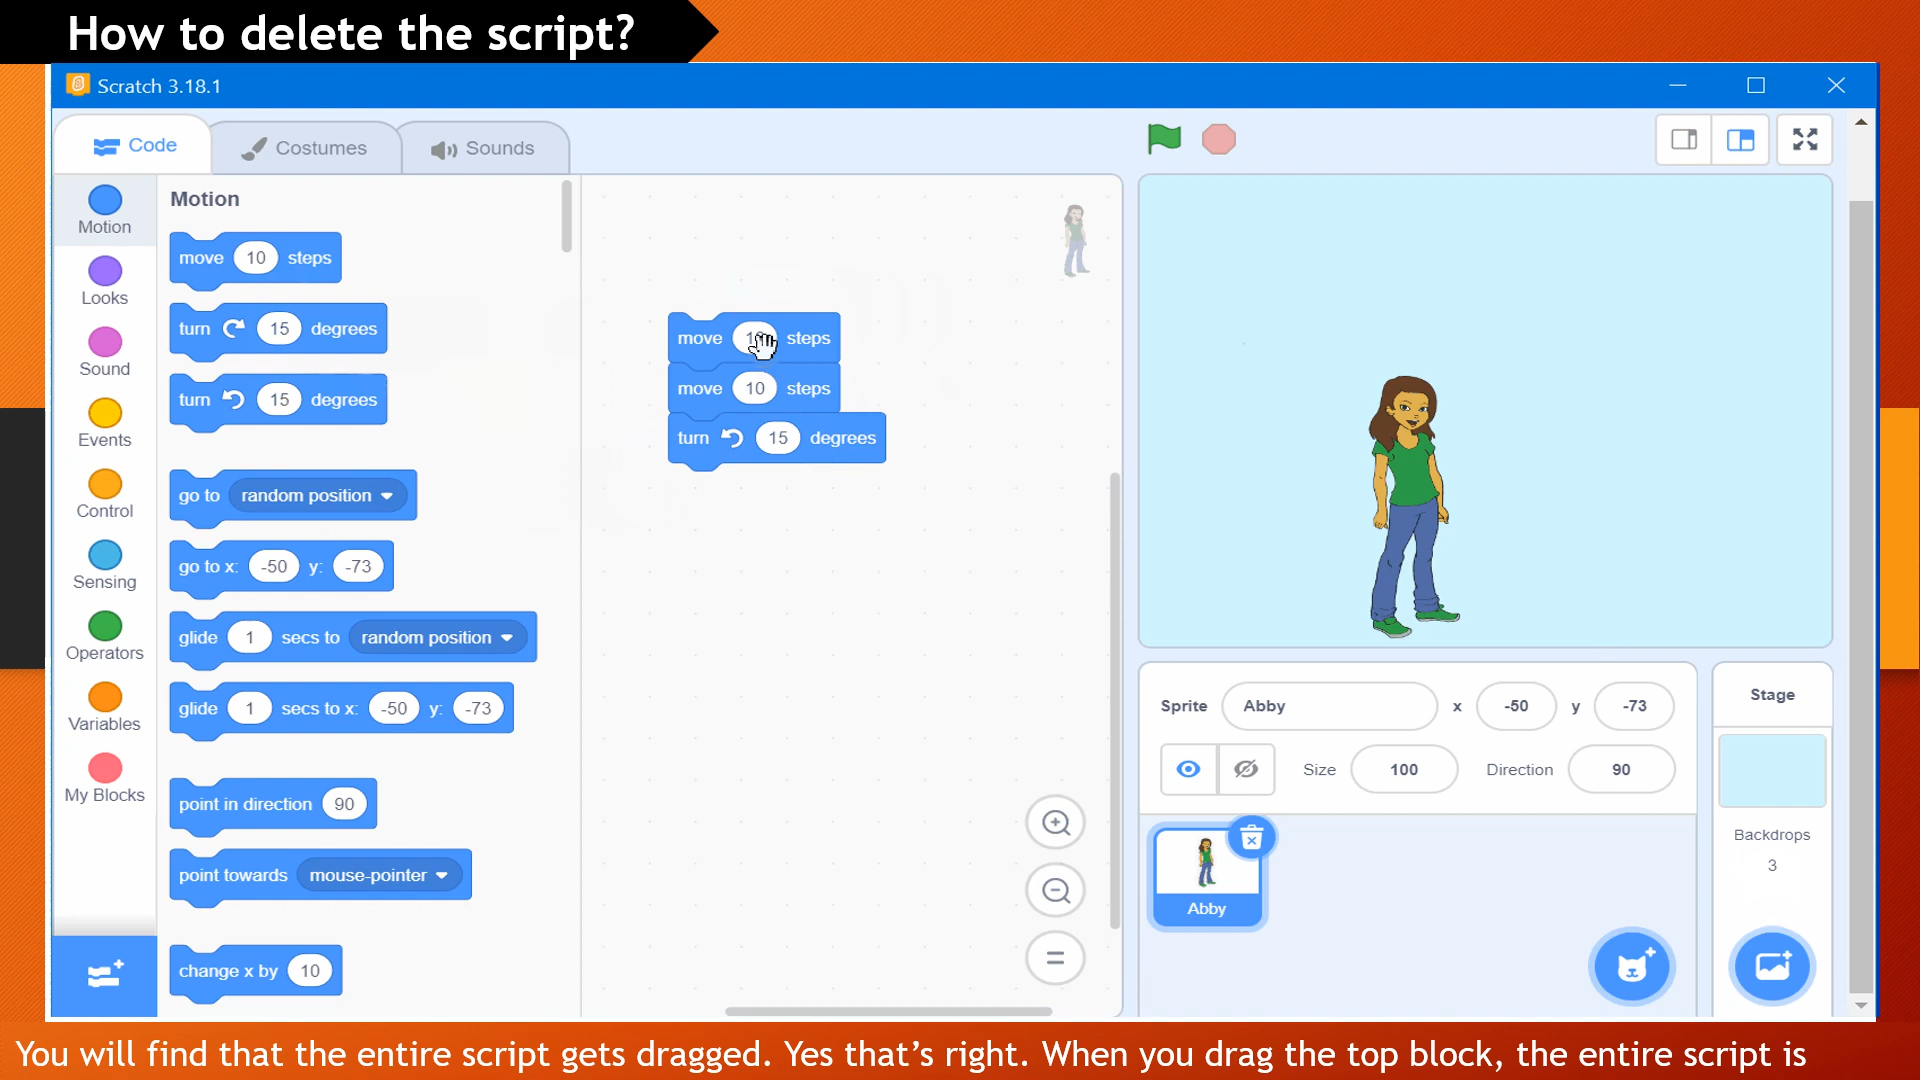 How to delete the script?
Scratch 3.18.1
Code
Costumes
Sounds
Motion
Looks
Sound
Events
Control
Sensing
Operators
Variables
My Blocks
Motion
move 10 steps
turn 15 degrees
turn 15 degrees
go to random position
go to x: -50 y: -73
glide 1 secs to random position
glide 1 secs to x: -50 y: -73
point in direction 90
point towards mouse-pointer
change x by 10
move steps
move 10 steps
turn 15 degrees
Sprite Abby x -50 y -73
Size 100 Direction 90
Abby
Stage
Backdrops
3
You will find that the entire script gets dragged. Yes that's right. When you drag the top block, the entire script is